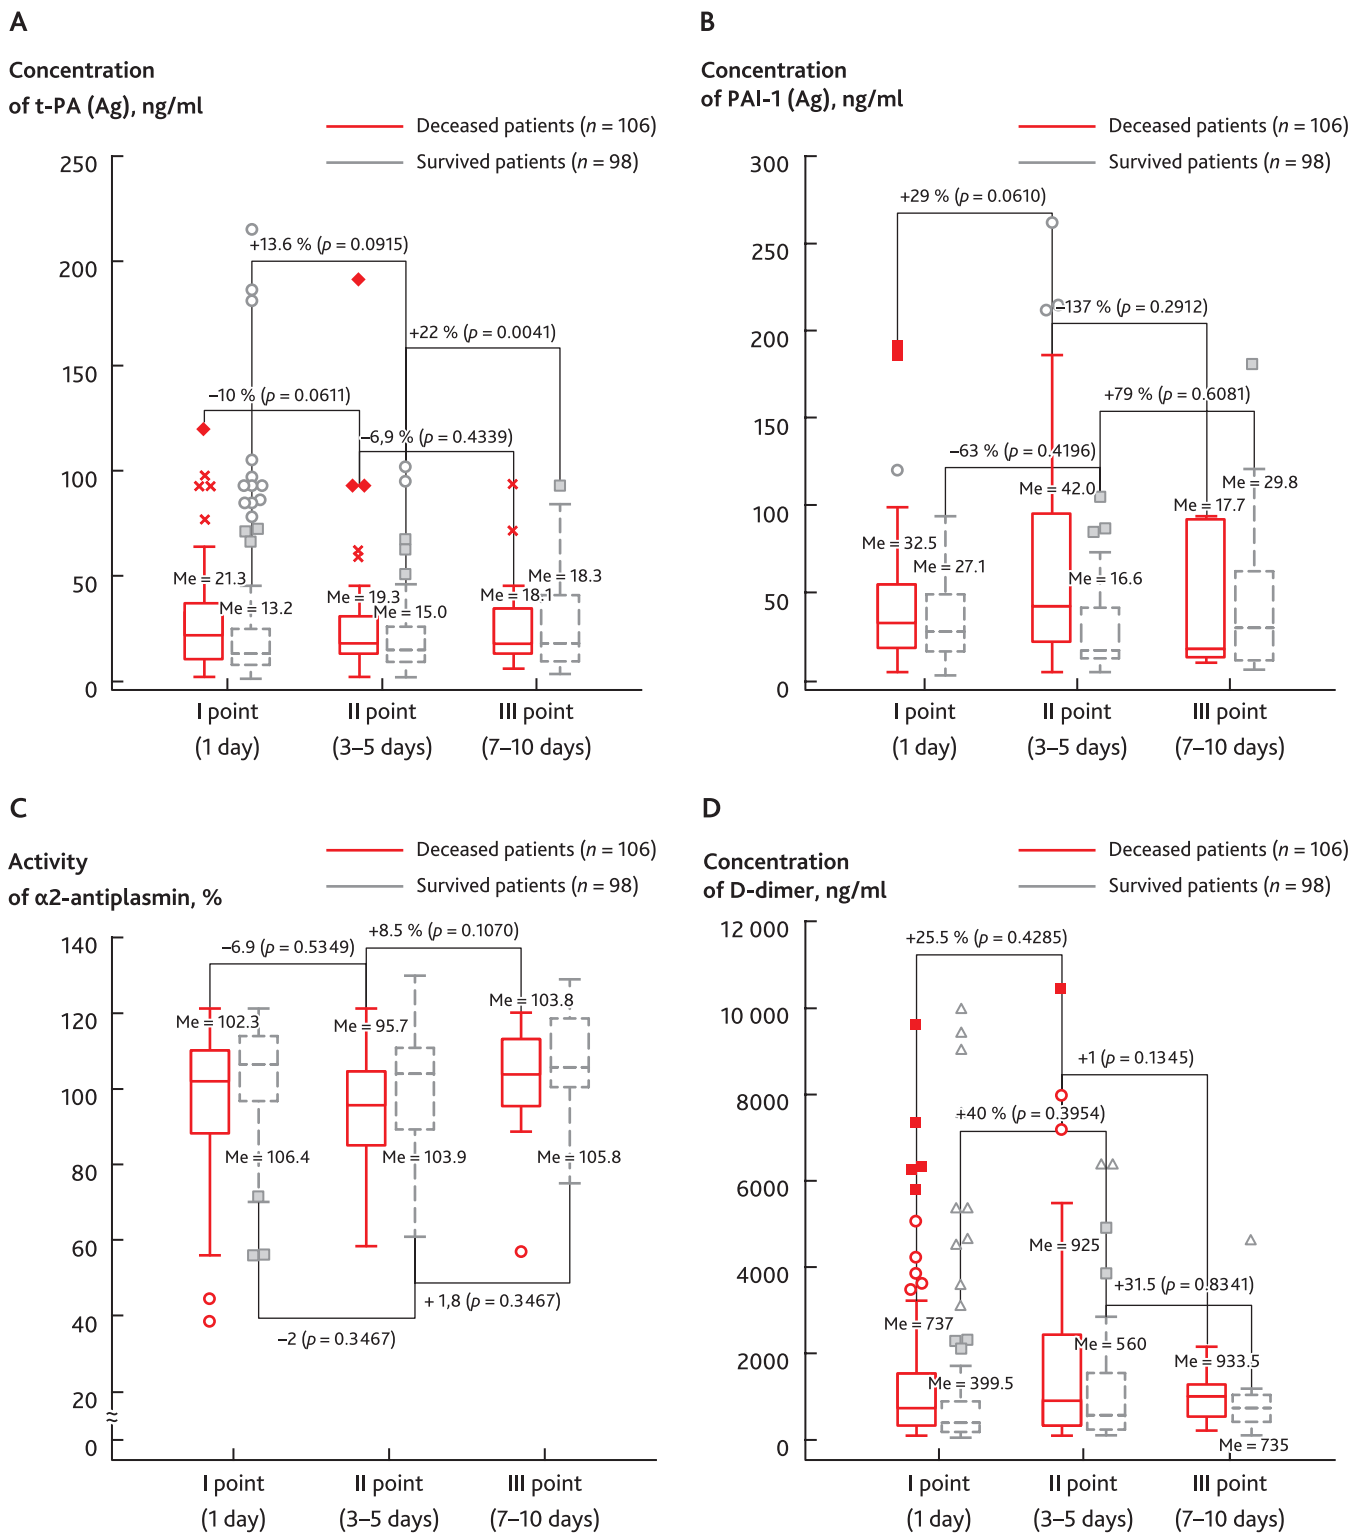 A
Concentration
of t-PA (Ag), ng/ml
Deceased patients (n = 106)
Survived patients (n = 98)
250
200
150
100
50
0
+13.6 % (p = 0.0915)
+22 % (p = 0.0041)
–10 % (p = 0.0611)
–6,9 % (p = 0.4339)
Me = 21.3
Me = 13.2
Me = 19.3
Me = 15.0
Me = 18.1
Me = 18.3
I point
(1 day)
II point
(3–5 days)
III point
(7–10 days)
B
Concentration
of PAI-1 (Ag), ng/ml
Deceased patients (n = 106)
Survived patients (n = 98)
300
250
200
150
100
50
0
+29 % (p = 0.0610)
–137 % (p = 0.2912)
+79 % (p = 0.6081)
–63 % (p = 0.4196)
Me = 32.5
Me = 27.1
Me = 42.0
Me = 16.6
Me = 17.7
Me = 29.8
I point
(1 day)
II point
(3–5 days)
III point
(7–10 days)
C
Activity
of α2-antiplasmin, %
Deceased patients (n = 106)
Survived patients (n = 98)
140
120
100
80
60
40
20
≈
0
–6.9 (p = 0.5349)
+8.5 % (p = 0.1070)
Me = 102.3
Me = 95.7
Me = 103.8
Me = 106.4
Me = 103.9
Me = 105.8
+ 1,8 (p = 0.3467)
–2 (p = 0.3467)
I point
(1 day)
II point
(3–5 days)
III point
(7–10 days)
D
Concentration
of D-dimer, ng/ml
Deceased patients (n = 106)
Survived patients (n = 98)
12 000
10 000
8000
6000
4000
2000
0
+25.5 % (p = 0.4285)
+1 (p = 0.1345)
+40 % (p = 0.3954)
+31.5 (p = 0.8341)
Me = 737
Me = 399.5
Me = 925
Me = 560
Me = 933.5
Me = 735
I point
(1 day)
II point
(3–5 days)
III point
(7–10 days)